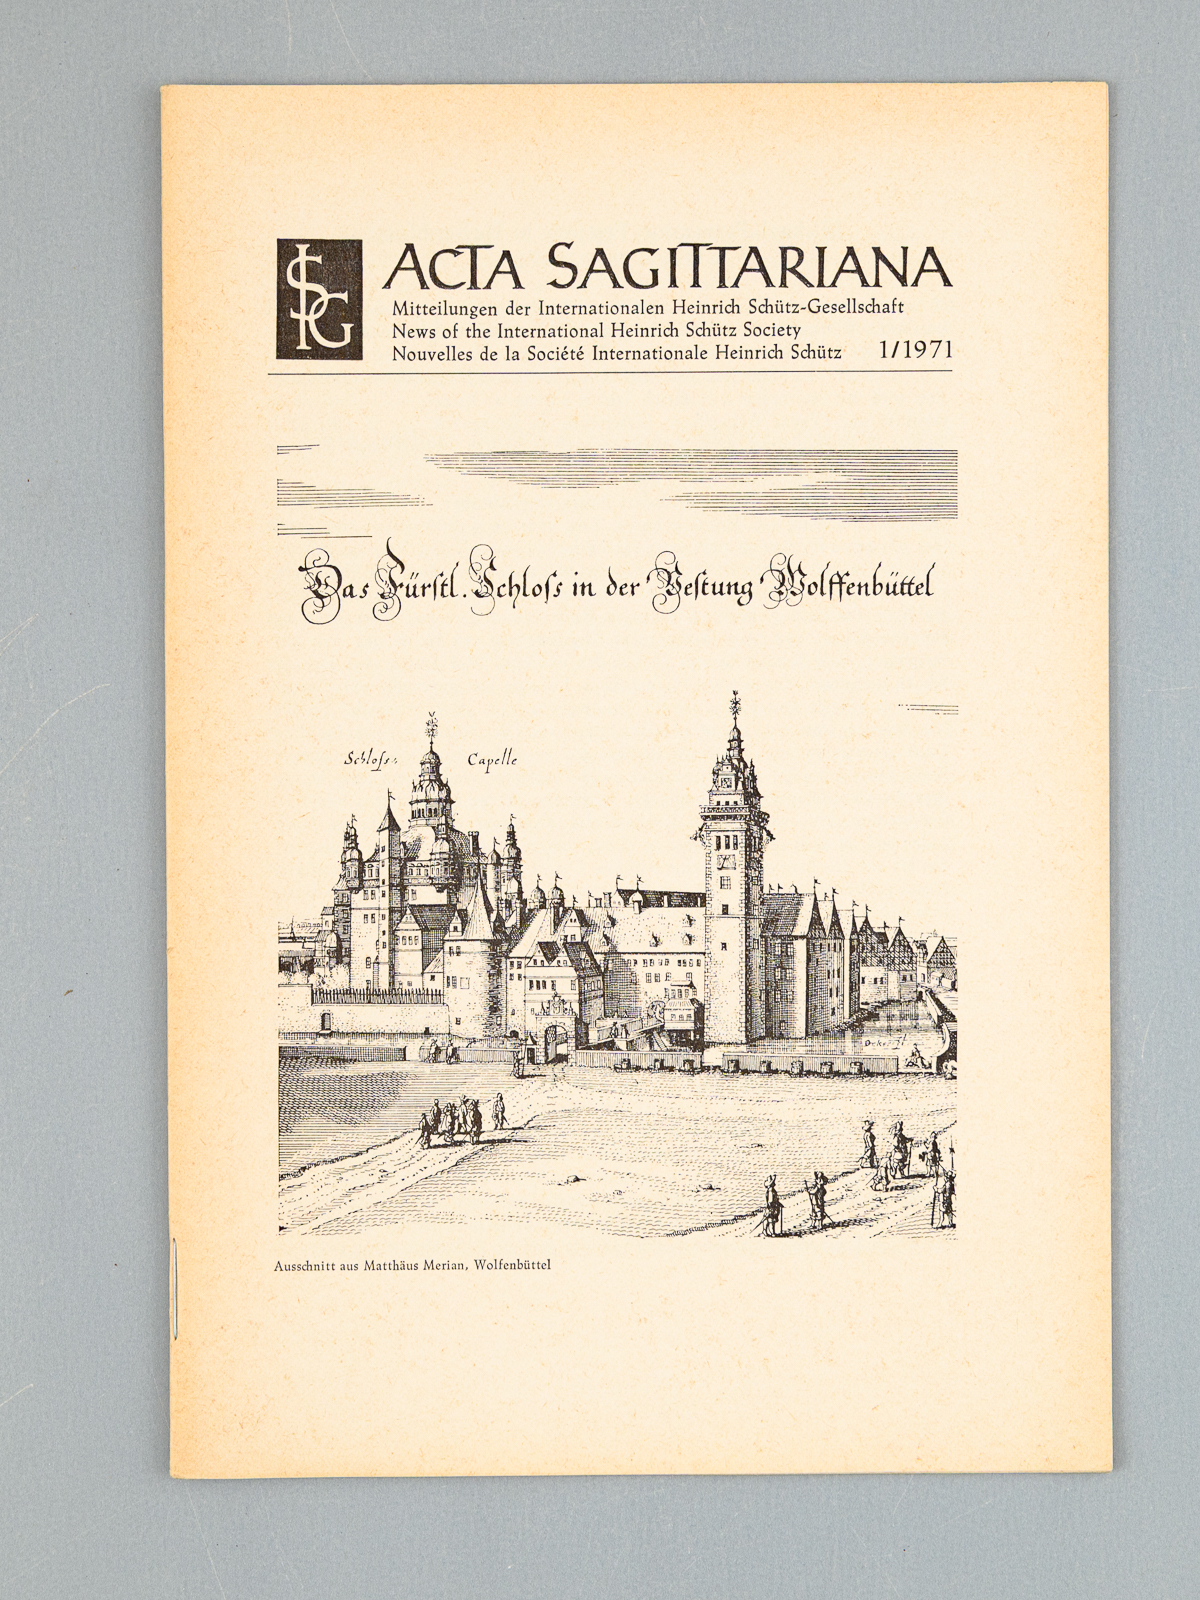 ISG
ACTA SAGITTARIANA
Mitteilungen der Internationalen Heinrich Schütz-Gesellschaft
News of the International Heinrich Schütz Society
Nouvelles de la Société Internationale Heinrich Schütz 1/1971
Das Fürstl. Schloss in der Vestung Wolffenbüttel
Schloss: Capelle
Ausschnitt aus Matthäus Merian, Wolfenbüttel